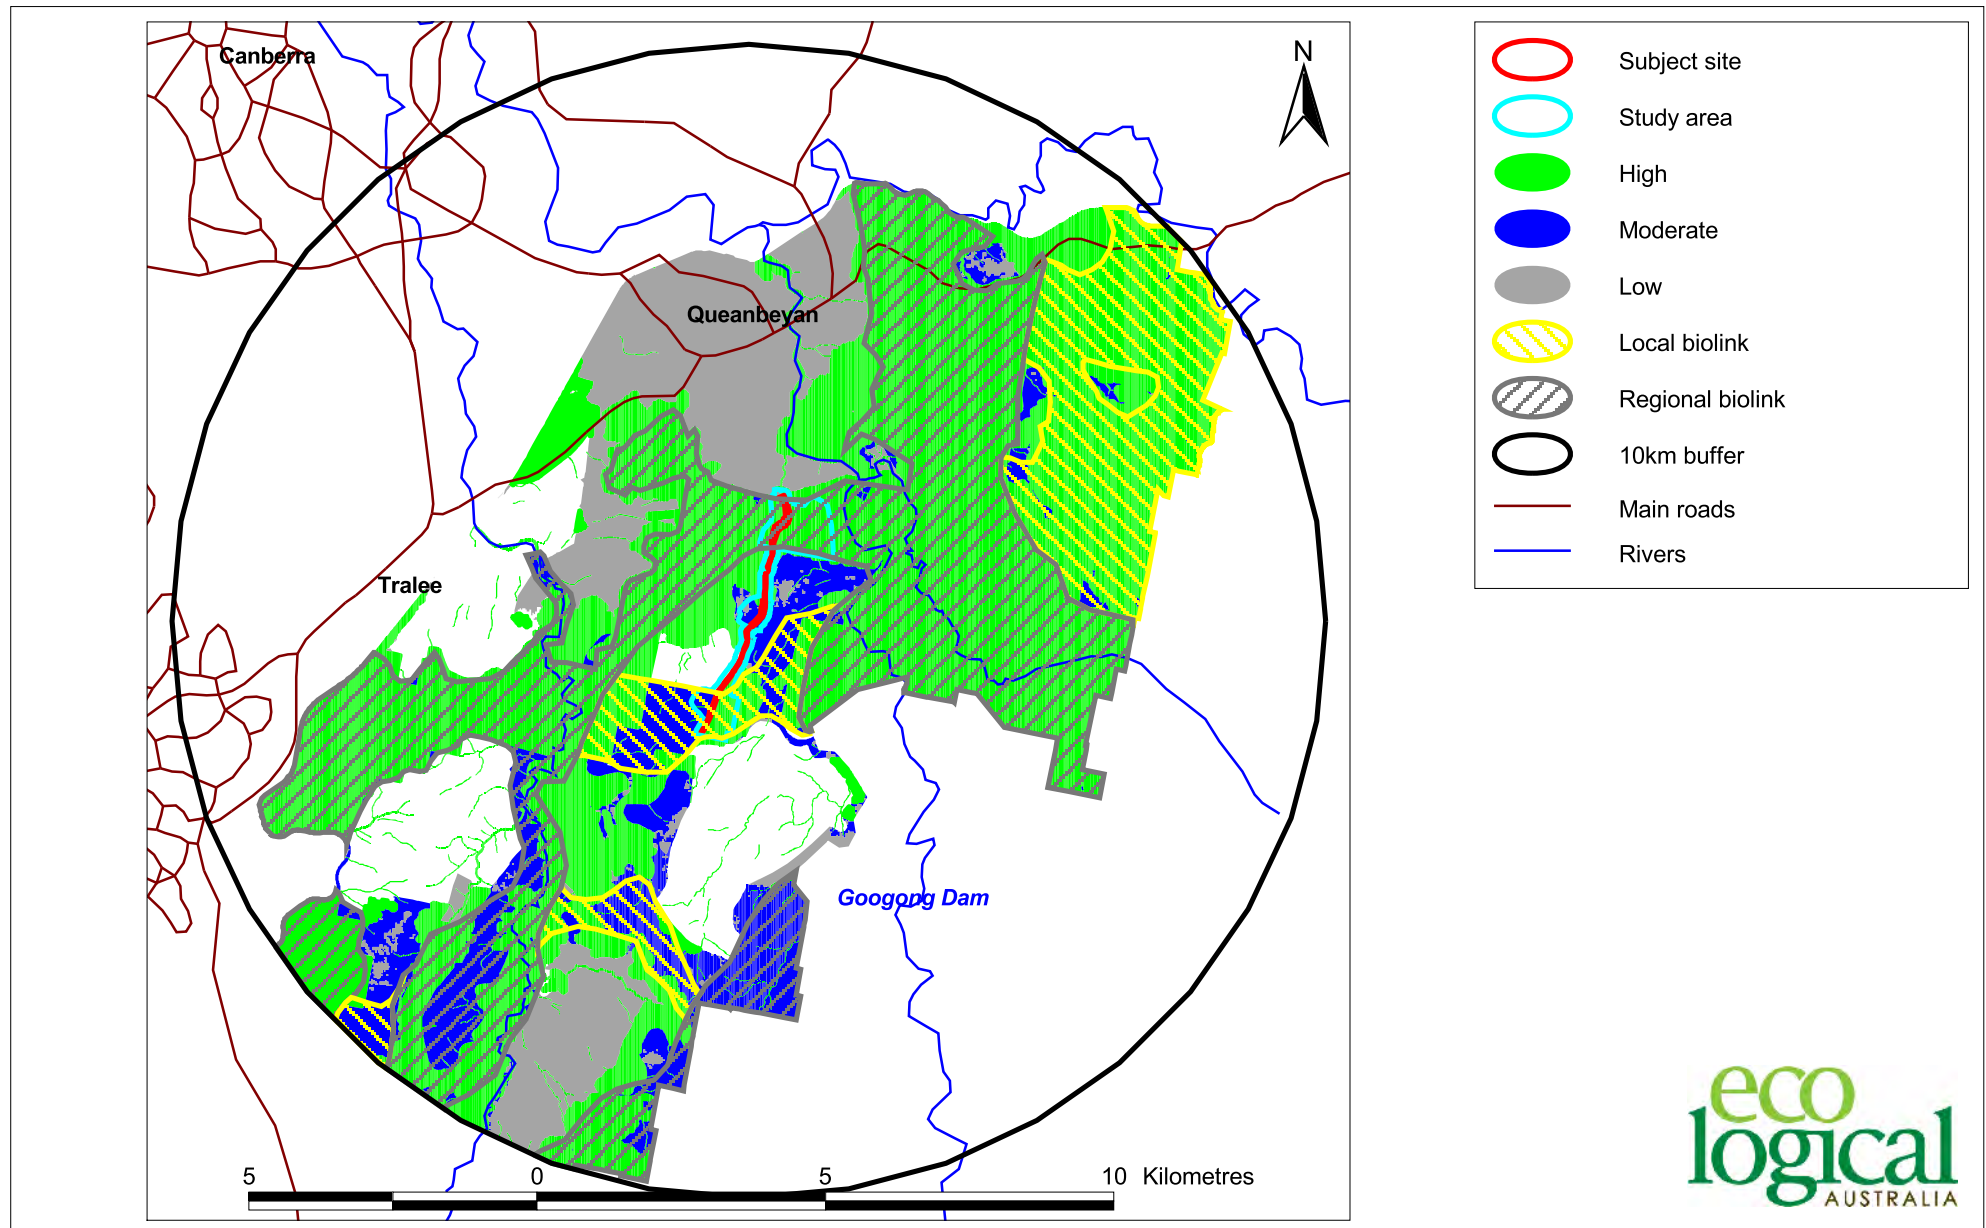 Canberra
N
Queanbeyan
Tralee
Googong Dam
5 0 5 10 Kilometres
Subject site
Study area
High
Moderate
Low
Local biolink
Regional biolink
10km buffer
Main roads
Rivers
eco
logical
AUSTRALIA